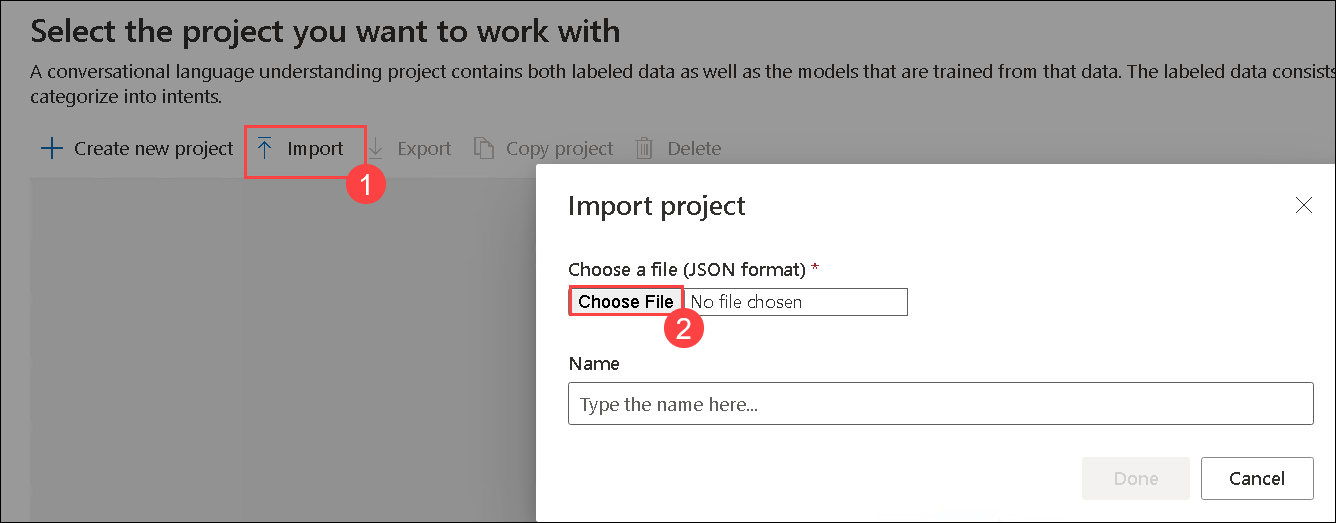 Select the project you want to work with
A conversational language understanding project contains both labeled data as well as the models that are trained from that data. The labeled data consists
categorize into intents.
Create new project Import Export Copy project Delete
1
Import project
Choose a file (JSON format) *
Choose File No file chosen
2
Name
Type the name here...
Done Cancel